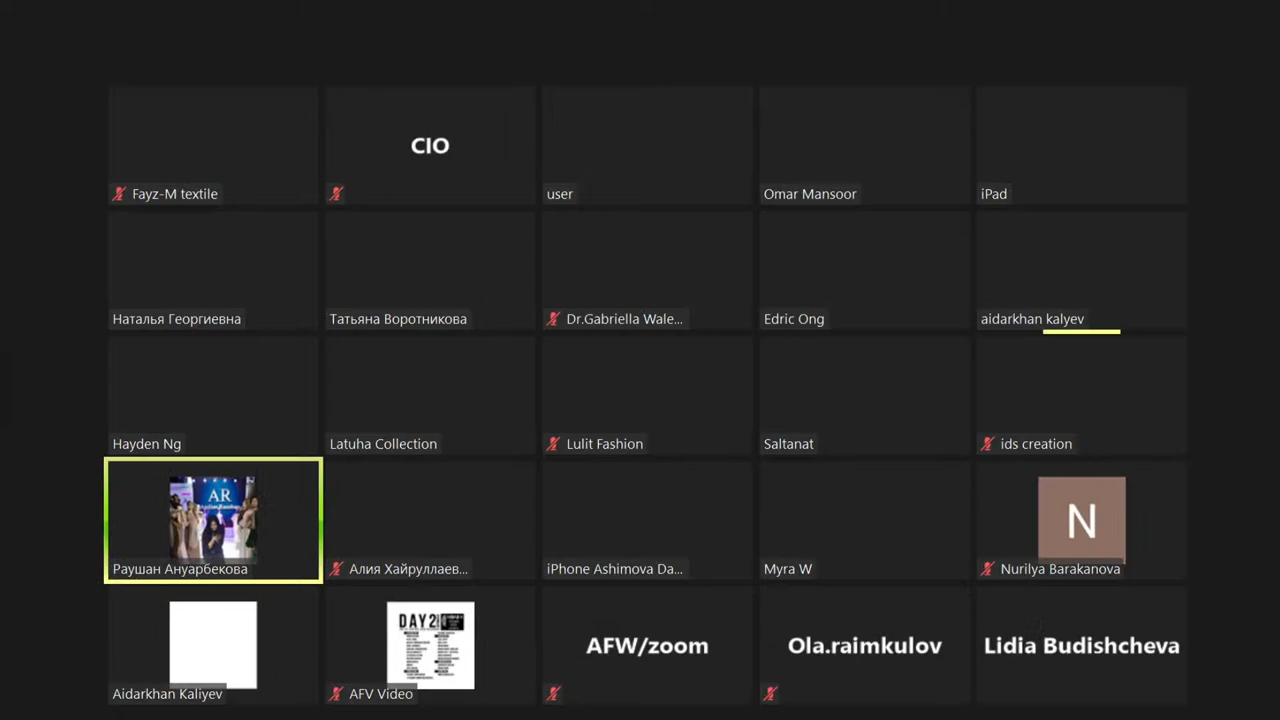 CIO
Fayz-M textile
user
Omar Mansoor
iPad
Наталья Георгиевна
Татьяна Воротникова
Dr.Gabriella Wale...
Edric Ong
aidarkhan kalyev
Hayden Ng
Latuha Collection
Lulit Fashion
Saltanat
ids creation
AR
Раушан Ануарбекова
Алия Хайруллаев...
iPhone Ashimova Da...
Myra W
N
Nurilya Barakanova
Aidarkhan Kaliyev
DAY2
AFV Video
AFW/zoom
Ola.raimkulov
Lidia Budishcheva